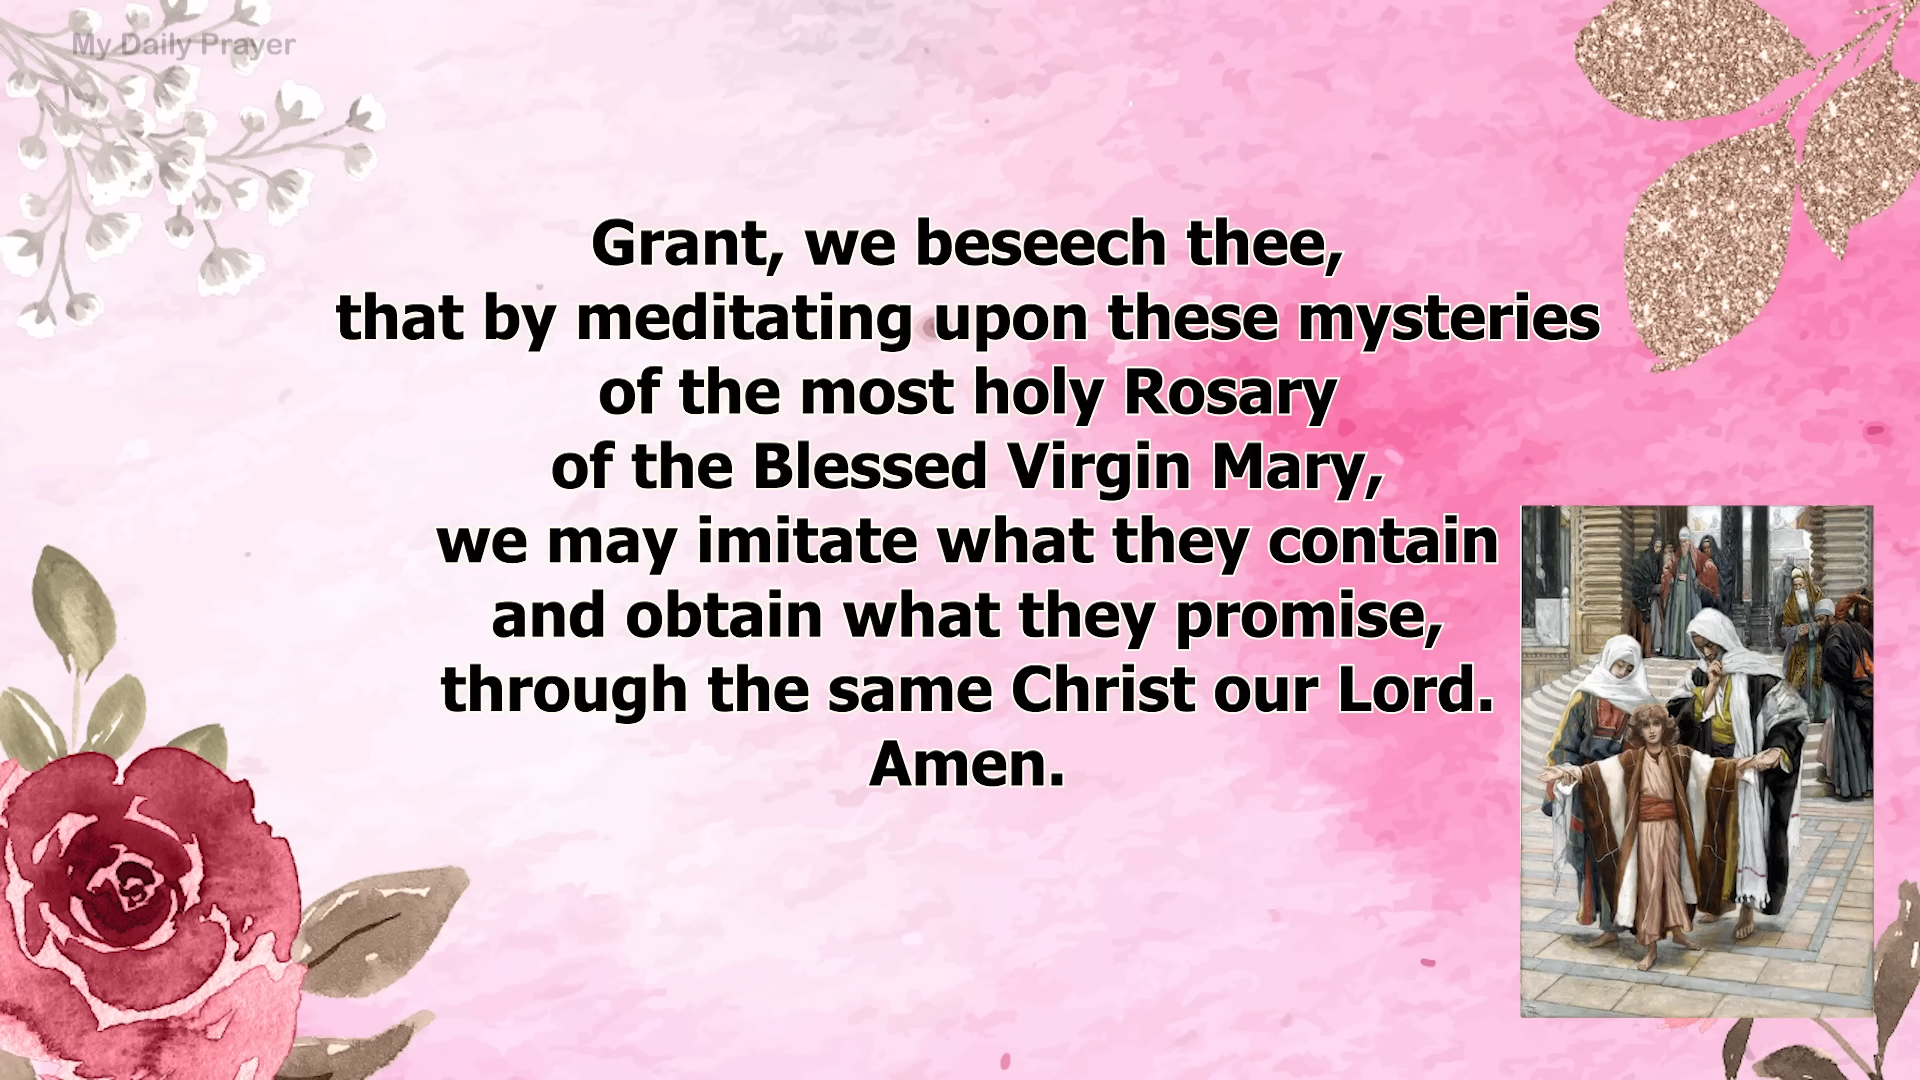 My Daily Prayer
Grant, we beseech thee,
that by meditating upon these mysteries
of the most holy Rosary
of the Blessed Virgin Mary,
we may imitate what they contain
and obtain what they promise,
through the same Christ our Lord.
Amen.